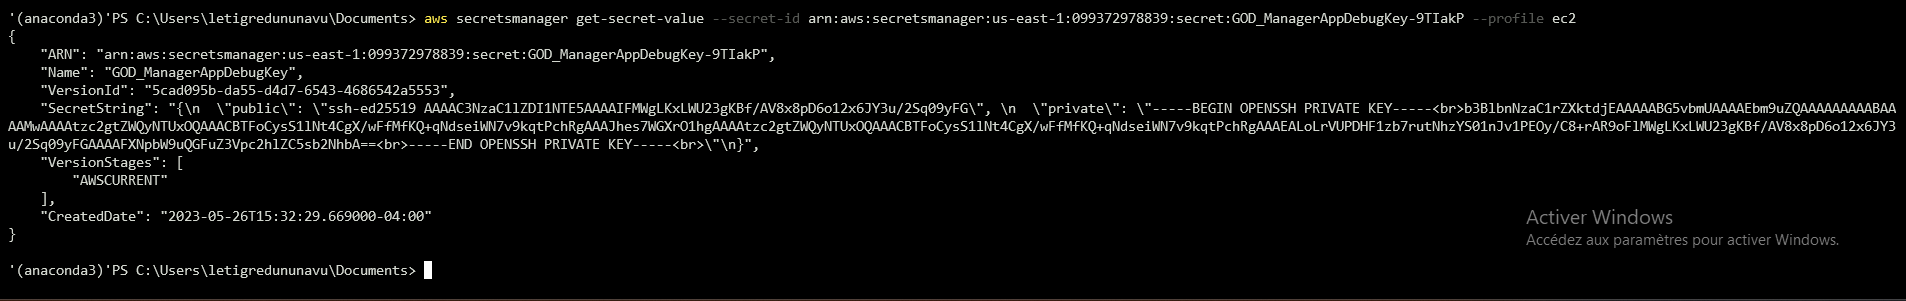 '(anaconda3)'PS C:\Users\letigredununavu\Documents> aws secretsmanager get-secret-value --secret-id arn:aws:secretsmanager:us-east-1:099372978839:secret:GOD_ManagerAppDebugKey-9TIakP --profile ec2
{
    "ARN": "arn:aws:secretsmanager:us-east-1:099372978839:secret:GOD_ManagerAppDebugKey-9TIakP",
    "Name": "GOD_ManagerAppDebugKey",
    "VersionId": "5cad095b-da55-d4d7-6543-4686542a5553",
    "SecretString": "{\n  \"public\": \"ssh-ed25519 AAAAC3NzaC1lZDI1NTE5AAAAIFMWgLKxLWU23gKBf/AV8x8pD6o12x6JY3u/2Sq09yFG\", \n  \"private\": \"-----BEGIN OPENSSH PRIVATE KEY-----<br>b3BlbnNzaC1rZXktdjEAAAAABG5vbmUAAAAEbm9uZQAAAAAAAAABAA
AAMwAAAAtzc2gtZWQyNTUxOQAAACBTFoCysS1lNt4CgX/wFfMfKQ+qNdseiWN7v9kqtPchRgAAAJhes7WGXrO1hgAAAAtzc2gtZWQyNTUxOQAAACBTFoCysS1lNt4CgX/wFfMfKQ+qNdseiWN7v9kqtPchRgAAAEALoLrVUPDHF1zb7rutNhzYS01nJv1PEOy/C8+rAR9oFlMWgLKxLWU23gKBf/AV8x8pD6o12x6JY3
u/2Sq09yFGAAAAFXNpbW9uQGFuZ3Vpc2hlZC5sb2NhbA==<br>-----END OPENSSH PRIVATE KEY-----<br>\"\n}",
    "VersionStages": [
        "AWSCURRENT"
    ],
    "CreatedDate": "2023-05-26T15:32:29.669000-04:00"
}
'(anaconda3)'PS C:\Users\letigredununavu\Documents>
Activer Windows
Accédez aux paramètres pour activer Windows.